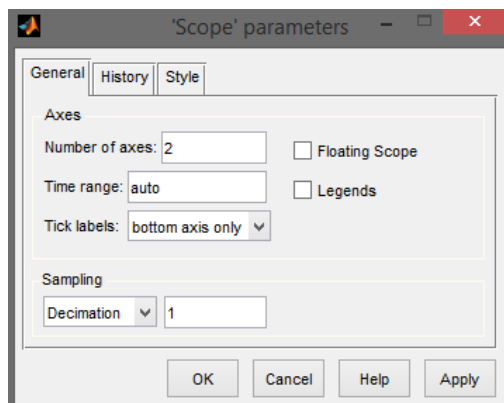 'Scope' parameters
General History Style
Axes
Number of axes: 2
Floating Scope
Time range: auto
Legends
Tick labels: bottom axis only
Sampling
Decimation 1
OK Cancel Help Apply